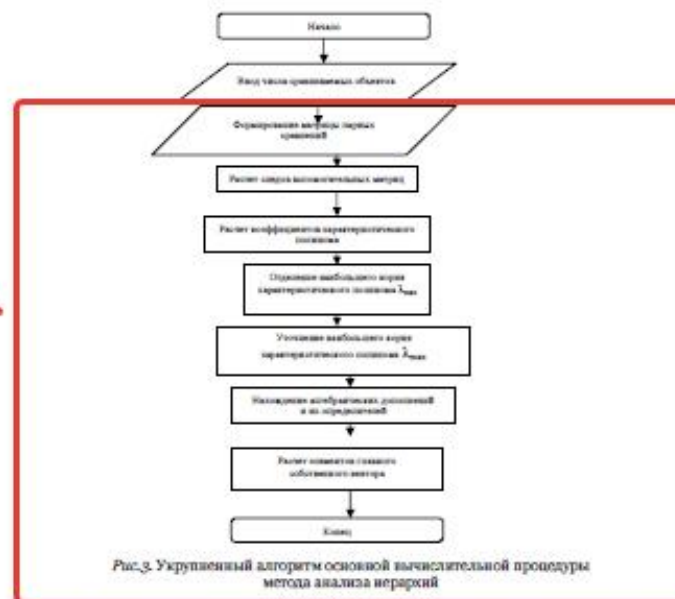 Начало
Ввод числа сравниваемых объектов
Формирование матрицы парных
сравнений
Расчет следов вспомогательных матриц
Расчет коэффициентов характеристического
полинома
Отделение наибольшего корня
характеристического полинома λmax
Уточнение наибольшего корня
характеристического полинома λmax
Нахождение алгебраических дополнений
и их определителей
Расчет элементов главного
собственного вектора
Конец
Рис.3. Укрупненный алгоритм основной вычислительной процедуры
метода анализа иерархий